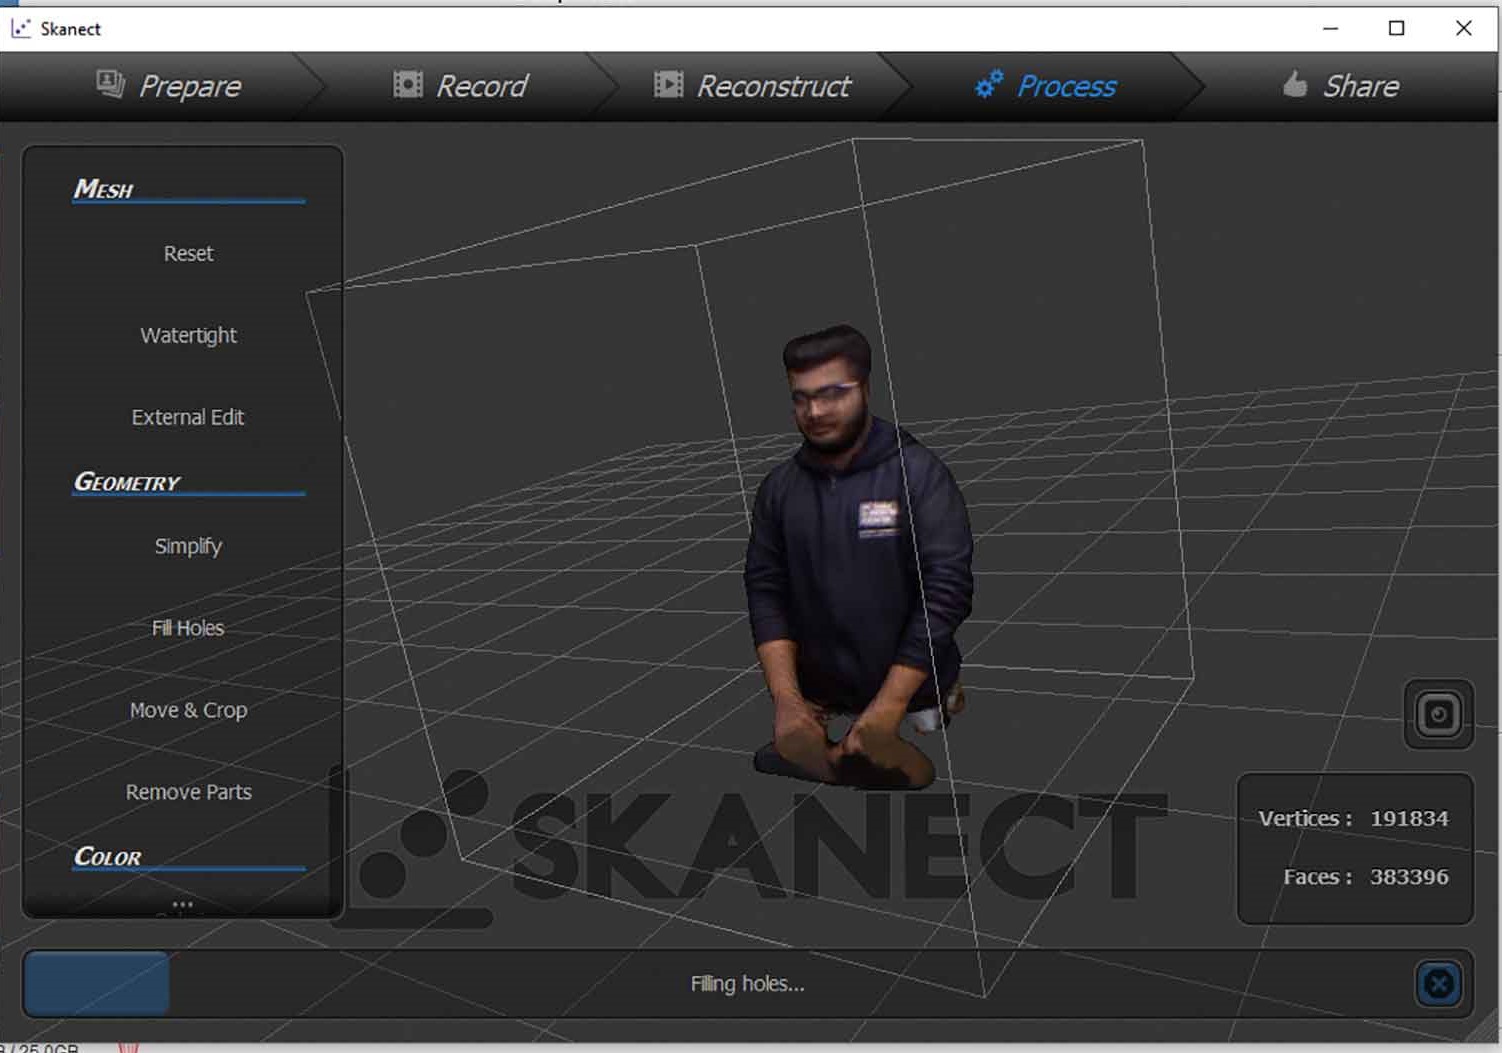 Skanect
Prepare
Record
Reconstruct
Process
Share
MESH
Reset
Watertight
External Edit
GEOMETRY
Simplify
Fill Holes
Move & Crop
Remove Parts
COLOR
...
SKANECT
Vertices : 191834
Faces : 383396
Filling holes...
/ 25.0GB